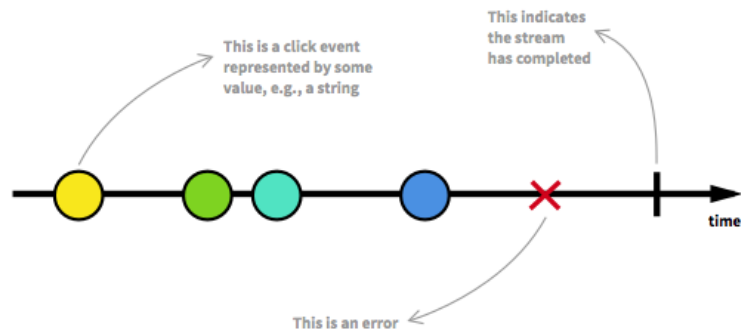 This is a click event
represented by some
value, e.g., a string
This indicates
the stream
has completed
time
This is an error